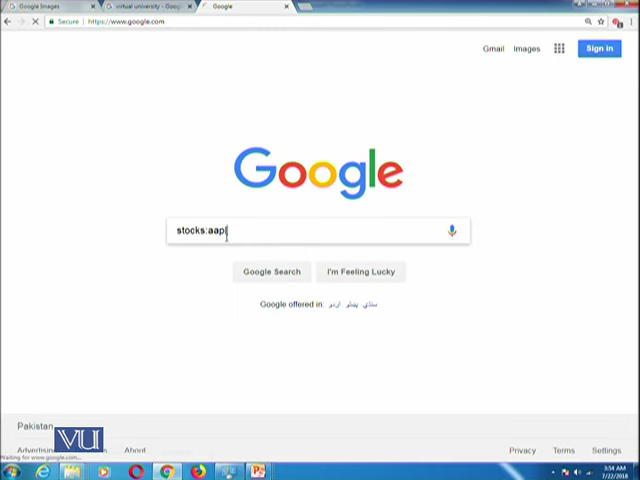 Google Images
virtual university - Goog
Google
Secure
https://www.google.com
Gmail
Images
Sign in
Google
stocks:aapl
Google Search
I'm Feeling Lucky
Google offered in: اردو پښتو سنڌي
Pakistan
VU
About
Privacy
Terms
Settings
Waiting for www.google.com...
3:54 AM
7/22/2018